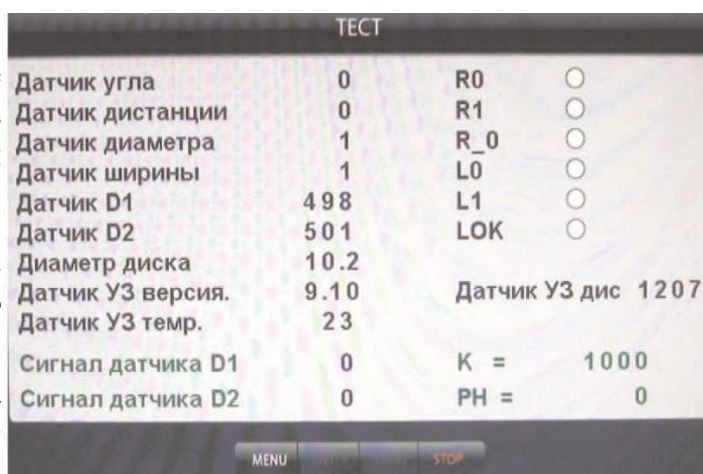 ТЕСТ
Датчик угла 0 R0
Датчик дистанции 0 R1
Датчик диаметра 1 R_0
Датчик ширины 1 L0
Датчик D1 498 L1
Датчик D2 501 LOK
Диаметр диска 10.2
Датчик УЗ версия. 9.10 Датчик УЗ дис 1207
Датчик УЗ темр. 23
Сигнал датчика D1 0 K = 1000
Сигнал датчика D2 0 PH = 0
MENU STOP